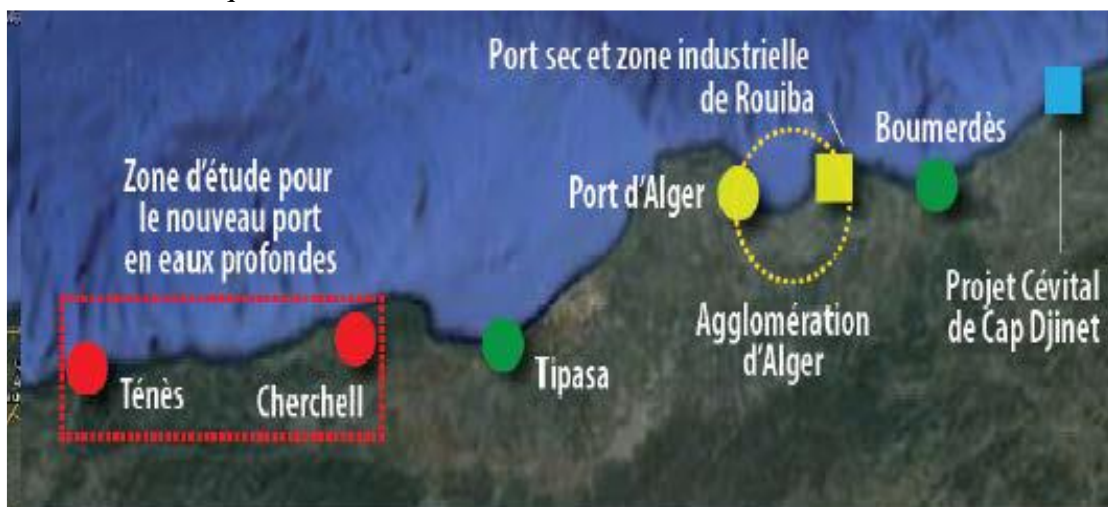 Zone d'étude pour
le nouveau port
en eaux profondes
Ténès
Cherchell
Tipasa
Port d'Alger
Port sec et zone industrielle
de Rouiba
Agglomération
d'Alger
Boumerdès
Projet Cévital
de Cap Djinet